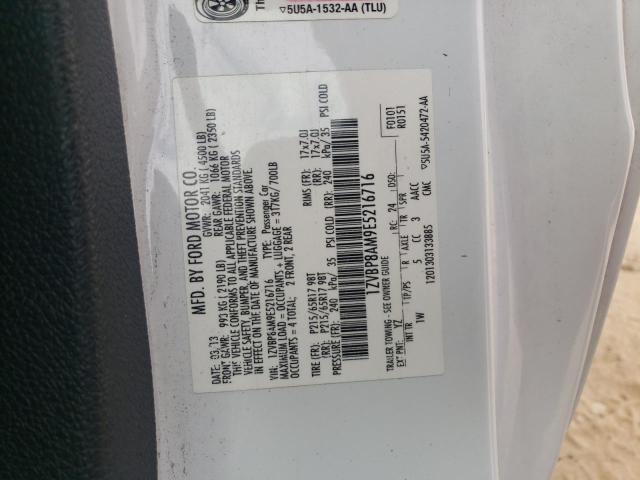 Th
▽5U5A-1532-AA (TLU)
MFD. BY FORD MOTOR CO.
DATE: 03/13 GVWR: 2041 KG ( 4500 LB)
FRONT GAWR: 993 KG ( 2190 LB) REAR GAWR: 1066 KG ( 2350 LB)
THIS VEHICLE CONFORMS TO ALL APPLICABLE FEDERAL MOTOR
VEHICLE SAFETY, BUMPER, AND THEFT PREVENTION STANDARDS
IN EFFECT ON THE DATE OF MANUFACTURE SHOWN ABOVE.
VIN: 1ZVBP8AM9E5216716 TYPE: Passenger Car
MAXIMUM LOAD = OCCUPANTS + LUGGAGE = 317KG/ 700LB
OCCUPANTS = 4 TOTAL: 2 FRONT, 2 REAR
TIRE (FR): P215/65R17 98T RIMS (FR): 17x7.0J
(RR): P215/65R17 98T (RR): 17x7.0J
PRESSURE (FR): 240 kPa/ 35 PSI COLD (RR): 240 kPa/ 35 PSI COLD
1ZVBP8AM9E5216716
TRAILER TOWING - SEE OWNER GUIDE
F0101
R0151
EXT PNT: YZ RC: 24 DSO:
INT TR TP/PS R AXLE TR SPR
1W 5 CC 3 AACC
CWC
1201303133885
▽5U5A-5420472-AA